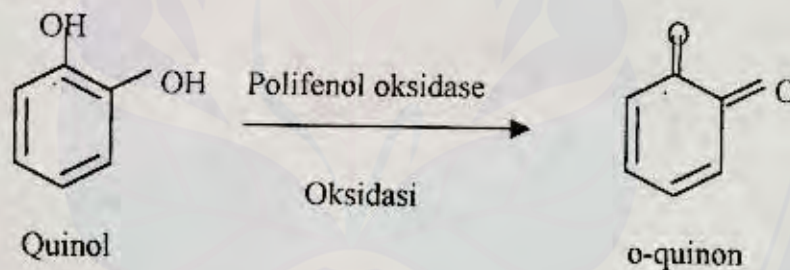 OH
OH
Polifenol oksidase
Oksidasi
Quinol
O
O
o-quinon